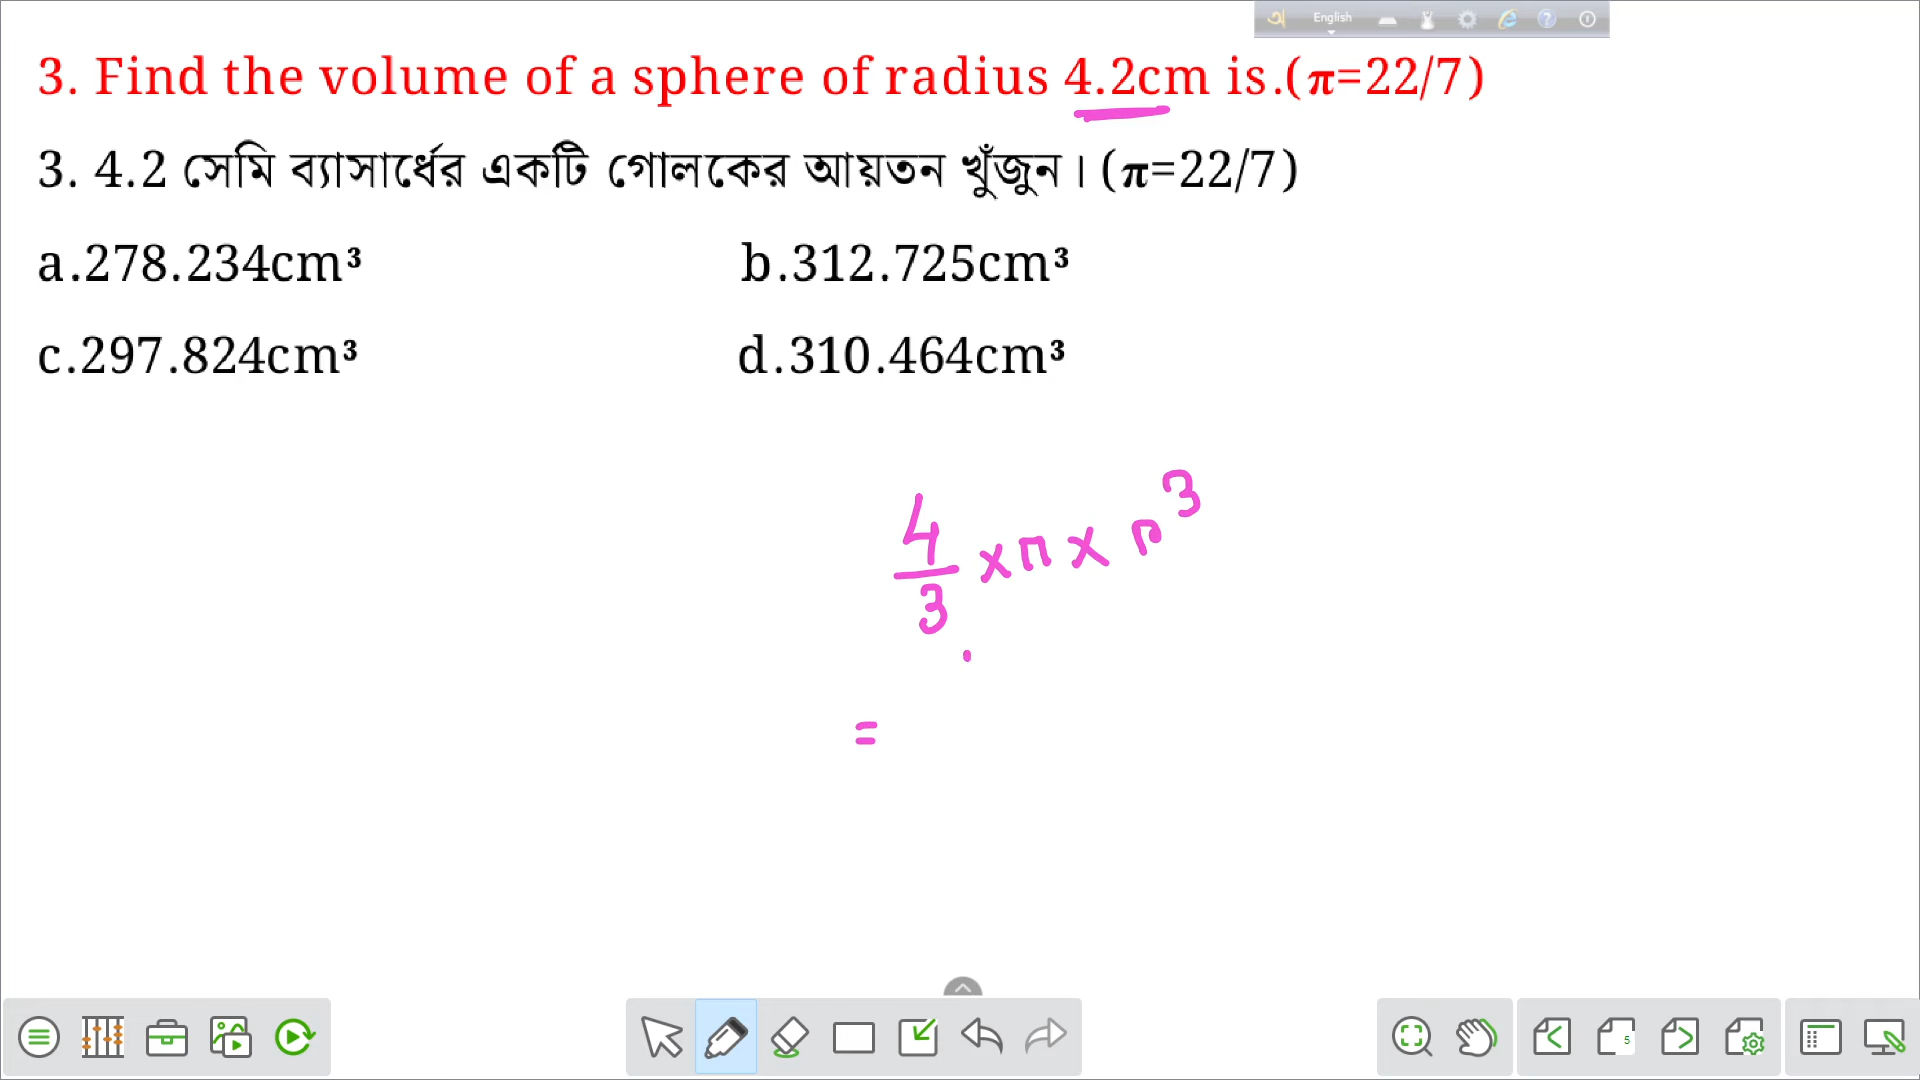 English
3. Find the volume of a sphere of radius 4.2cm is.(π=22/7)
3. 4.2 সেমি ব্যাসার্ধের একটি গোলকের আয়তন খুঁজুন। (π=22/7)
a.278.234cm³ b.312.725cm³
c.297.824cm³ d.310.464cm³
4/3 × π × r³
=
5